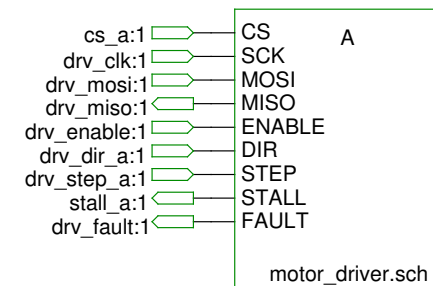 cs_a:1 CS A
drv_clk:1 SCK
drv_mosi:1 MOSI
drv_miso:1 MISO
drv_enable:1 ENABLE
drv_dir_a:1 DIR
drv_step_a:1 STEP
stall_a:1 STALL
drv_fault:1 FAULT
motor_driver.sch